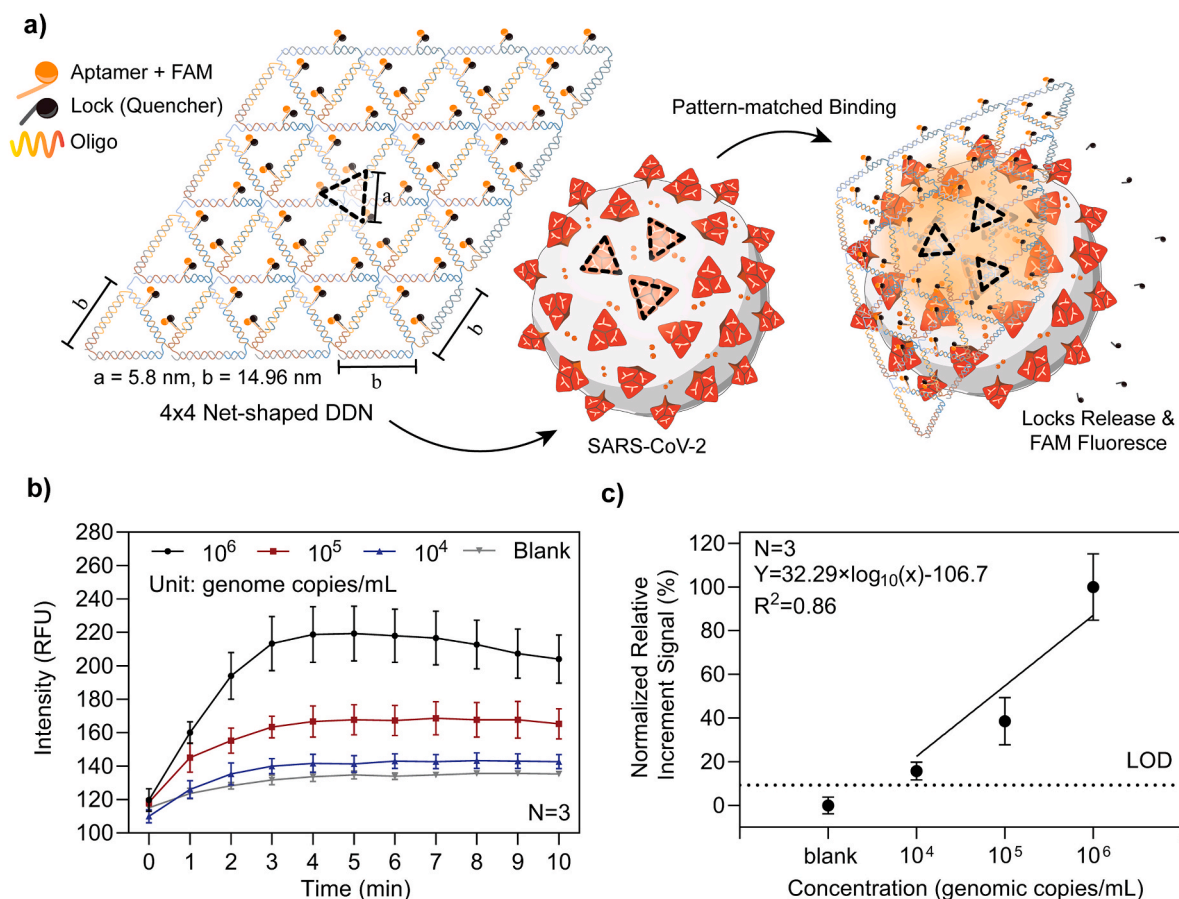 a)
Aptamer + FAM
Lock (Quencher)
Oligo
a
b
b
b
a = 5.8 nm, b = 14.96 nm
4x4 Net-shaped DDN
SARS-CoV-2
Pattern-matched Binding
Locks Release &
FAM Fluoresce
b)
280
260
240
220
200
180
160
140
120
100
Intensity (RFU)
10⁶ 10⁵ 10⁴ Blank
Unit: genome copies/mL
N=3
0 1 2 3 4 5 6 7 8 9 10
Time (min)
c)
Normalized Relative
Increment Signal (%)
120
100
80
60
40
20
0
N=3
Y=32.29×log₁₀(x)-106.7
R²=0.86
LOD
blank 10⁴ 10⁵ 10⁶
Concentration (genomic copies/mL)